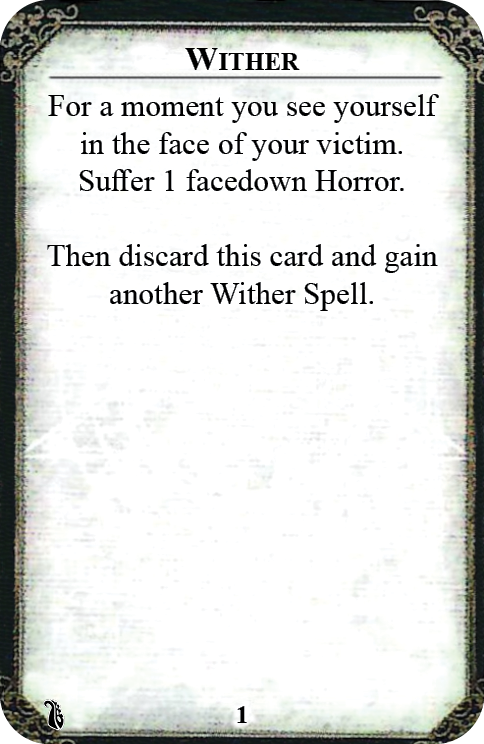 WITHER
For a moment you see yourself
in the face of your victim.
Suffer 1 facedown Horror.
Then discard this card and gain
another Wither Spell.
1